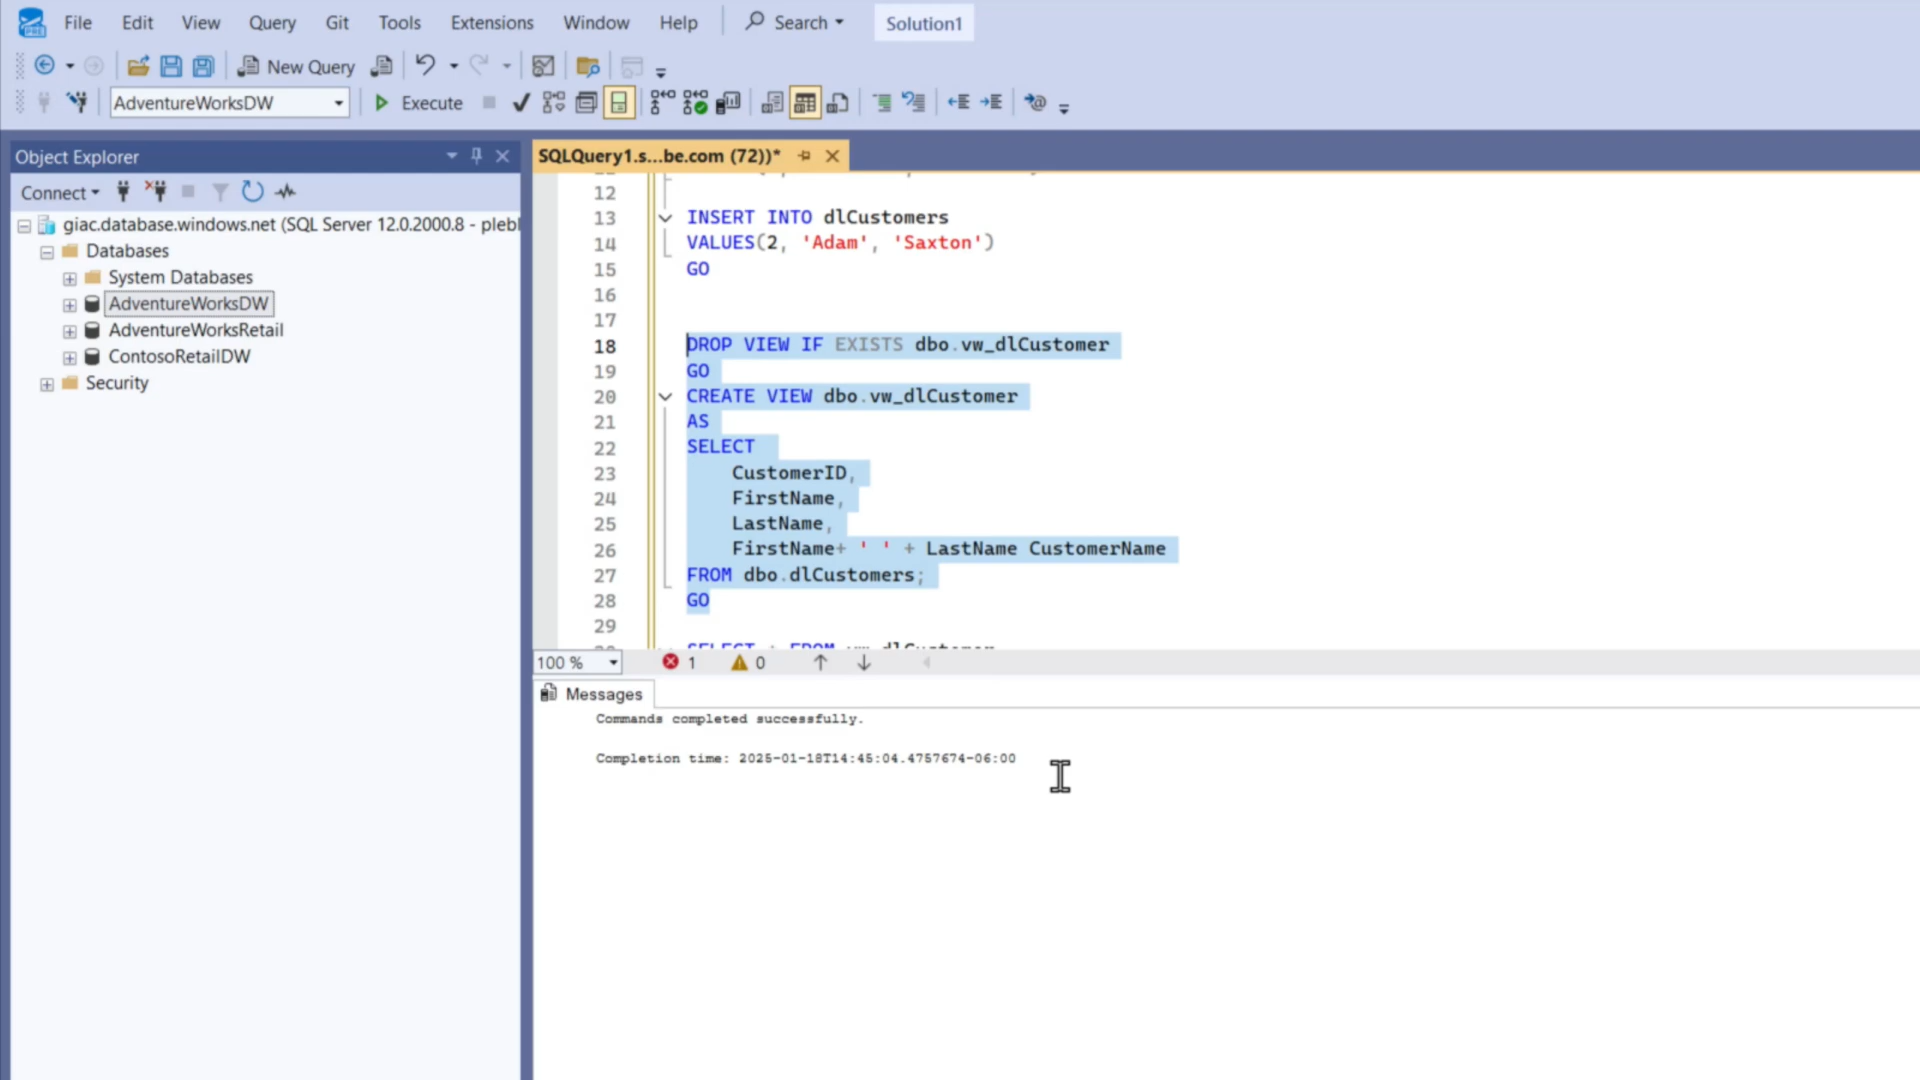 File Edit View Query Git Tools Extensions Window Help Search Solution1
New Query
AdventureWorksDW Execute
Object Explorer
Connect
giac.database.windows.net (SQL Server 12.0.2000.8 - plebl
Databases
System Databases
AdventureWorksDW
AdventureWorksRetail
ContosoRetailDW
Security
SQLQuery1.s...be.com (72))*
12
13 INSERT INTO dlCustomers
14 VALUES(2, 'Adam', 'Saxton')
15 GO
16
17
18 DROP VIEW IF EXISTS dbo.vw_dlCustomer
19 GO
20 CREATE VIEW dbo.vw_dlCustomer
21 AS
22 SELECT
23 CustomerID,
24 FirstName,
25 LastName,
26 FirstName+ ' ' + LastName CustomerName
27 FROM dbo.dlCustomers;
28 GO
29
SELECT * FROM vw_dlCustomer
100 % 1 0
Messages
Commands completed successfully.
Completion time: 2025-01-18T14:45:04.4757674-06:00